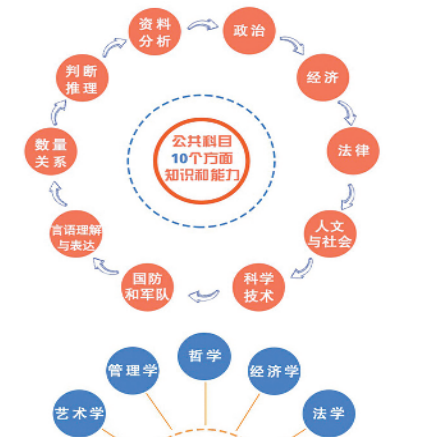 资料
分析
政治
经济
法律
人文
与社会
科学
技术
国防
和军队
言语理解
与表达
数量
关系
判断
推理
公共科目
10个方面
知识和能力
哲学
管理学
经济学
艺术学
法学